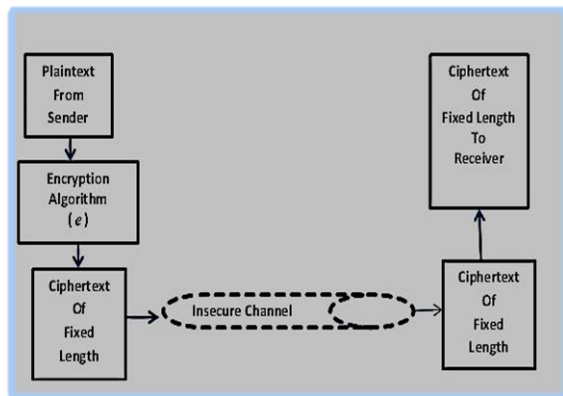 Plaintext
From
Sender
Encryption
Algorithm
(e)
Ciphertext
Of
Fixed
Length
Insecure Channel
Ciphertext
Of
Fixed
Length
Ciphertext
Of
Fixed Length
To
Receiver